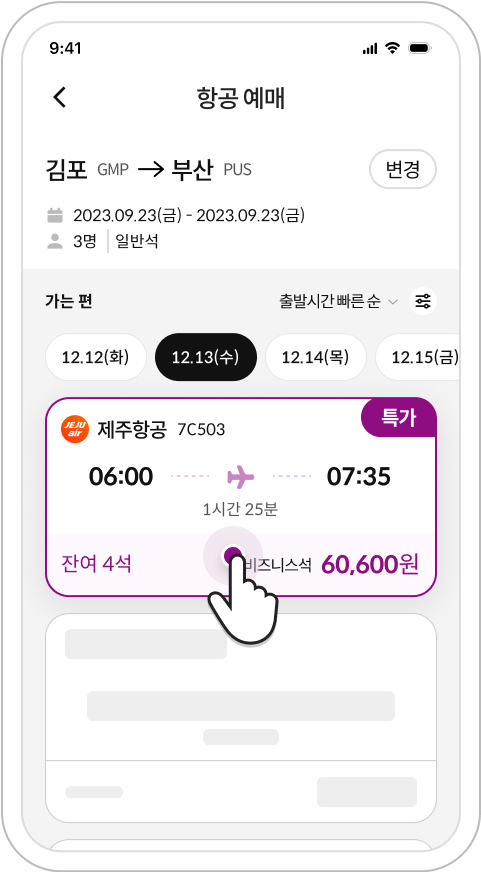 9:41
항공 예매
김포 GMP → 부산 PUS 변경
2023.09.23(금) - 2023.09.23(금)
3명 | 일반석
가는 편 출발시간 빠른 순
12.12(화) 12.13(수) 12.14(목) 12.15(금)
특가
JEJU air 제주항공 7C503
06:00 07:35
1시간 25분
잔여 4석 비즈니스석 60,600원